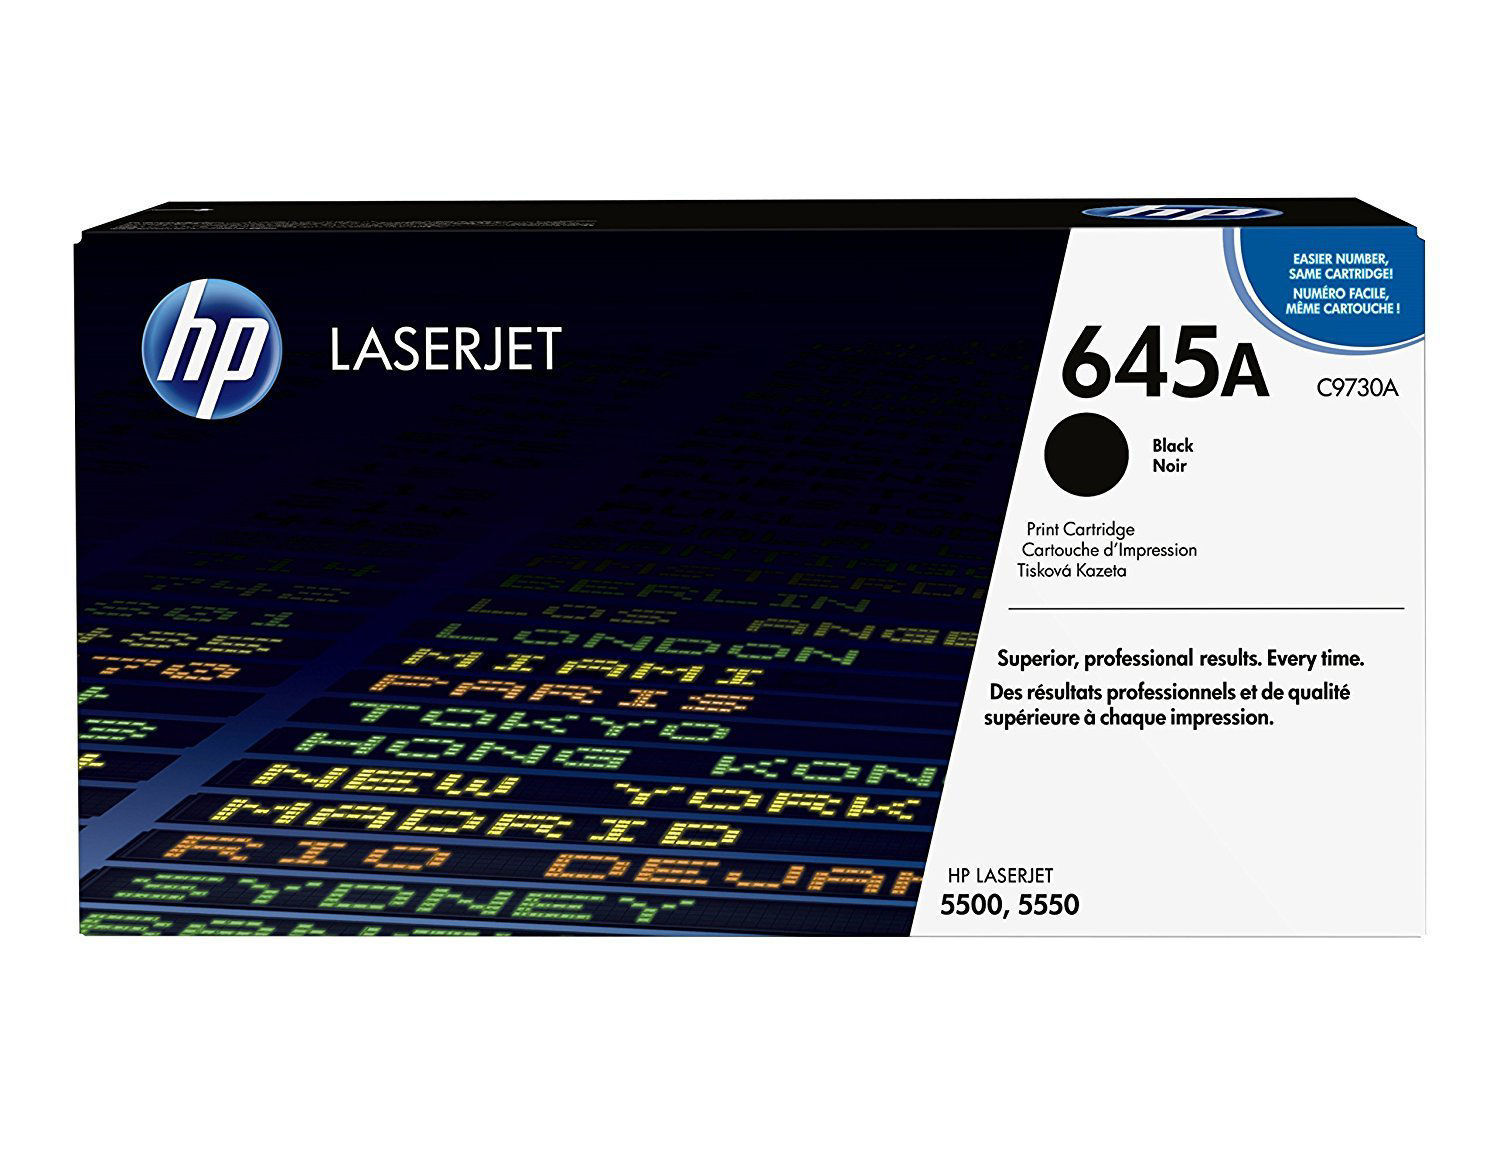 hp
EASIER NUMBER,
SAME CARTRIDGE!
NUMÉRO FACILE,
MÊME CARTOUCHE !
hp
LASERJET
645A
C9730A
Black
Noir
Print Cartridge
Cartouche d'Impression
Tisková Kazeta
Superior, professional results. Every time.
Des résultats professionnels et de qualité
supérieure à chaque impression.
HP LASERJET
5500, 5550
BERLIN
LOS ANGE
LONDON
MIAMI
PARIS
TOKYO
HONG KON
NEW YORK
MADRID
RIO DEJAN
SYDNEY